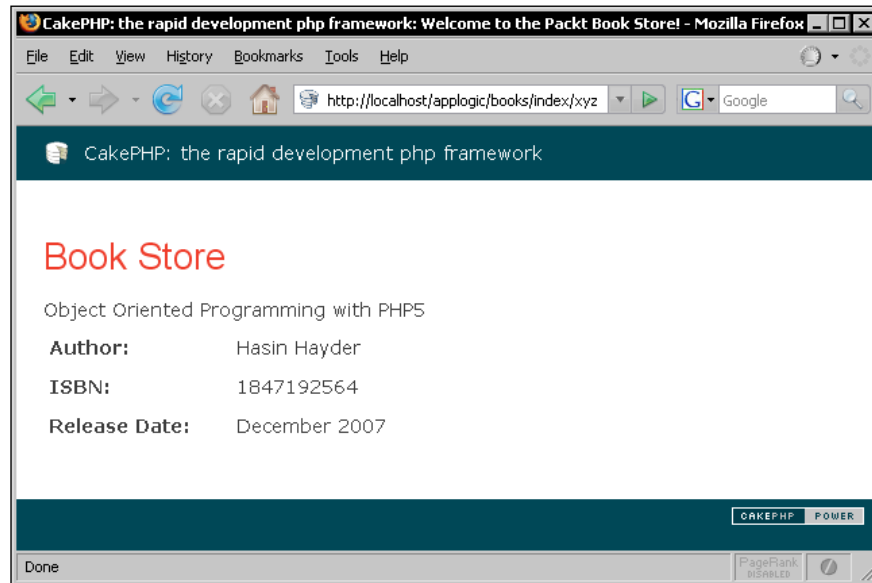 CakePHP: the rapid development php framework: Welcome to the Packt Book Store! - Mozilla Firefox
File Edit View History Bookmarks Tools Help
http://localhost/applogic/books/index/xyz G Google
CakePHP: the rapid development php framework
Book Store
Object Oriented Programming with PHP5
Author: Hasin Hayder
ISBN: 1847192564
Release Date: December 2007
CAKEPHP POWER
Done PageRank
DISABLED